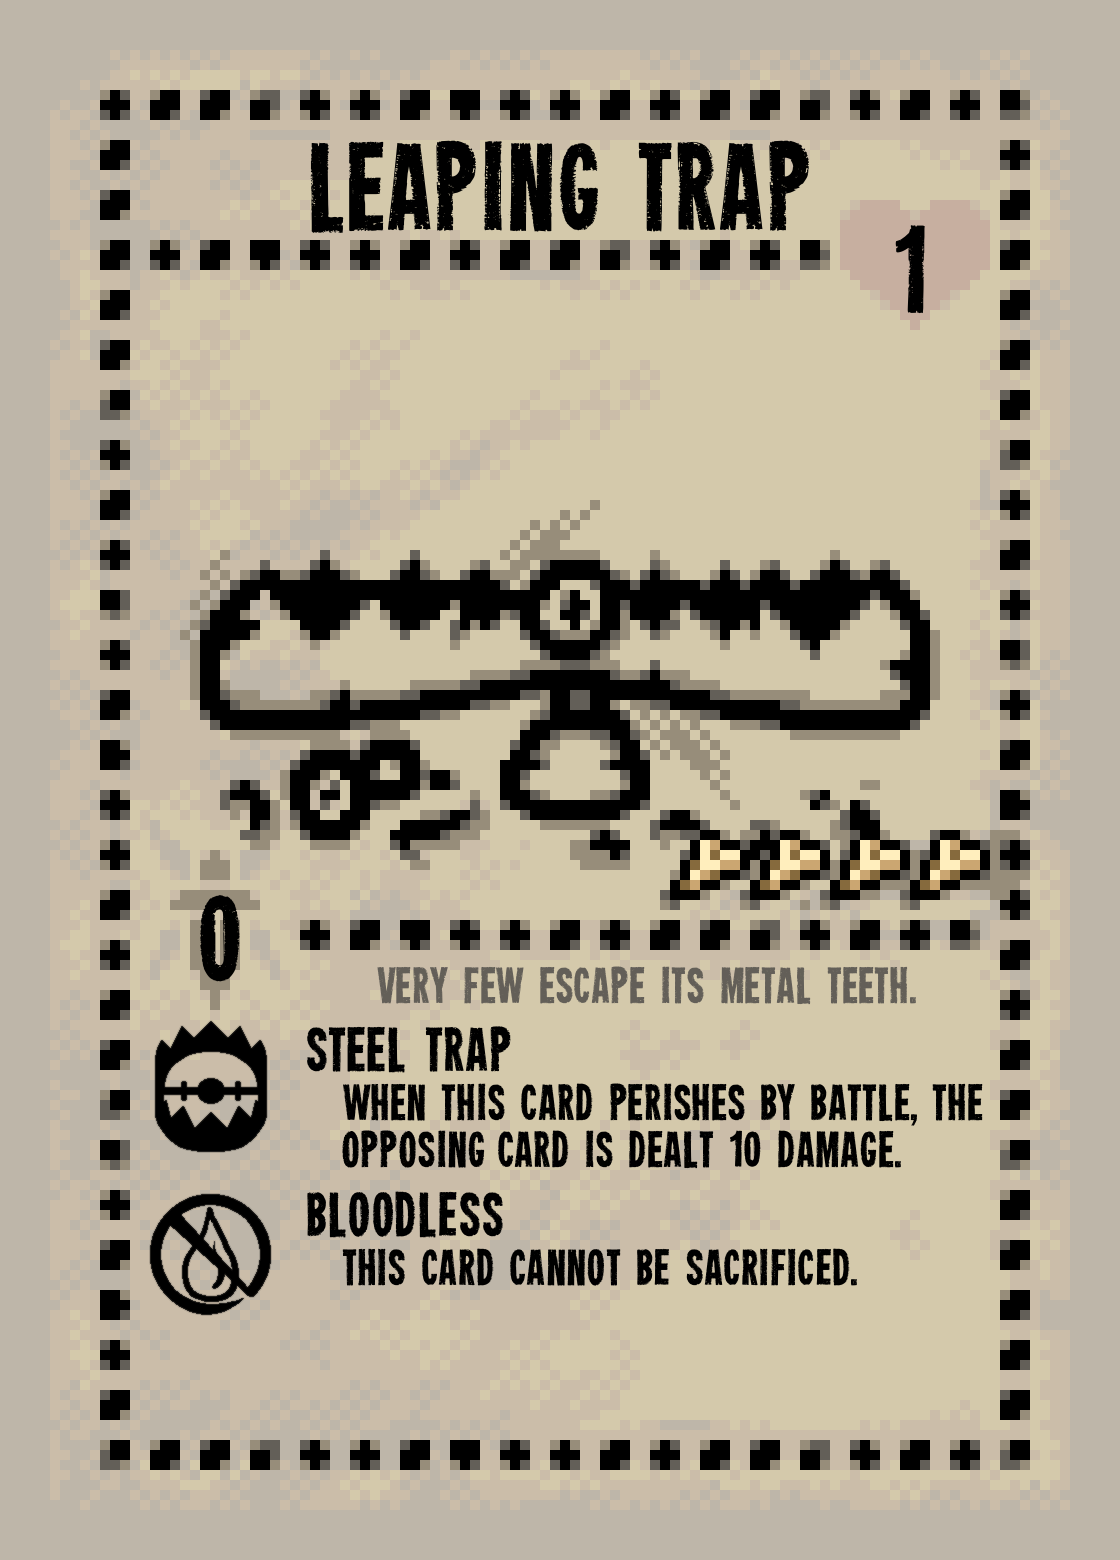 LEAPING TRAP
1
0
VERY FEW ESCAPE ITS METAL TEETH.
STEEL TRAP
WHEN THIS CARD PERISHES BY BATTLE, THE
OPPOSING CARD IS DEALT 10 DAMAGE.
BLOODLESS
THIS CARD CANNOT BE SACRIFICED.